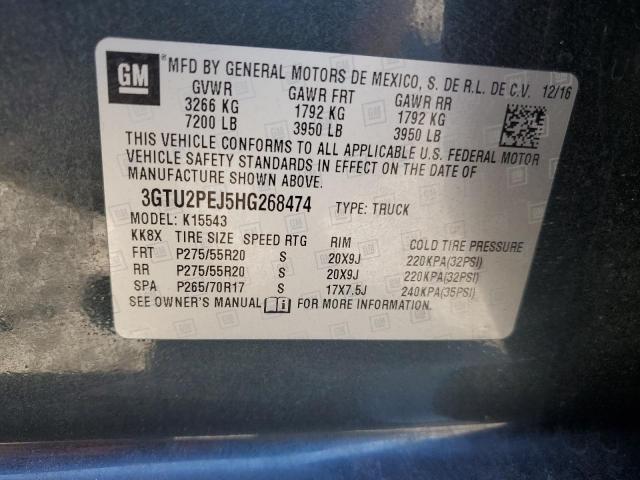 GM
® MFD BY GENERAL MOTORS DE MEXICO, S. DE R.L. DE C.V. 12/16
GVWR GAWR FRT GAWR RR
3266 KG 1792 KG 1792 KG
7200 LB 3950 LB 3950 LB
THIS VEHICLE CONFORMS TO ALL APPLICABLE U.S. FEDERAL MOTOR
VEHICLE SAFETY STANDARDS IN EFFECT ON THE DATE OF
MANUFACTURE SHOWN ABOVE.
3GTU2PEJ5HG268474 TYPE: TRUCK
MODEL: K15543
KK8X TIRE SIZE SPEED RTG RIM COLD TIRE PRESSURE
FRT P275/55R20 S 20X9J 220KPA(32PSI)
RR P275/55R20 S 20X9J 220KPA(32PSI)
SPA P265/70R17 S 17X7.5J 240KPA(35PSI)
SEE OWNER'S MANUAL FOR MORE INFORMATION.